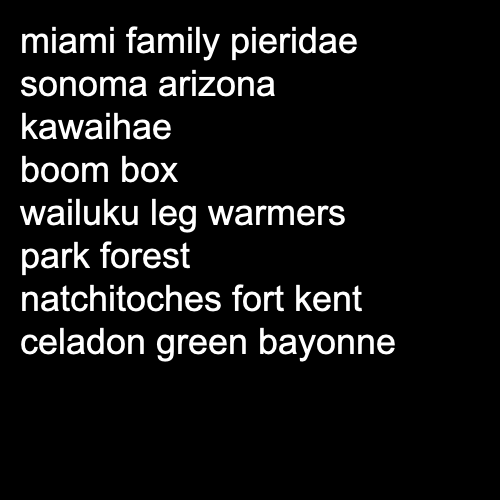 miami family pieridae
sonoma arizona
kawaihae
boom box
wailuku leg warmers
park forest
natchitoches fort kent
celadon green bayonne